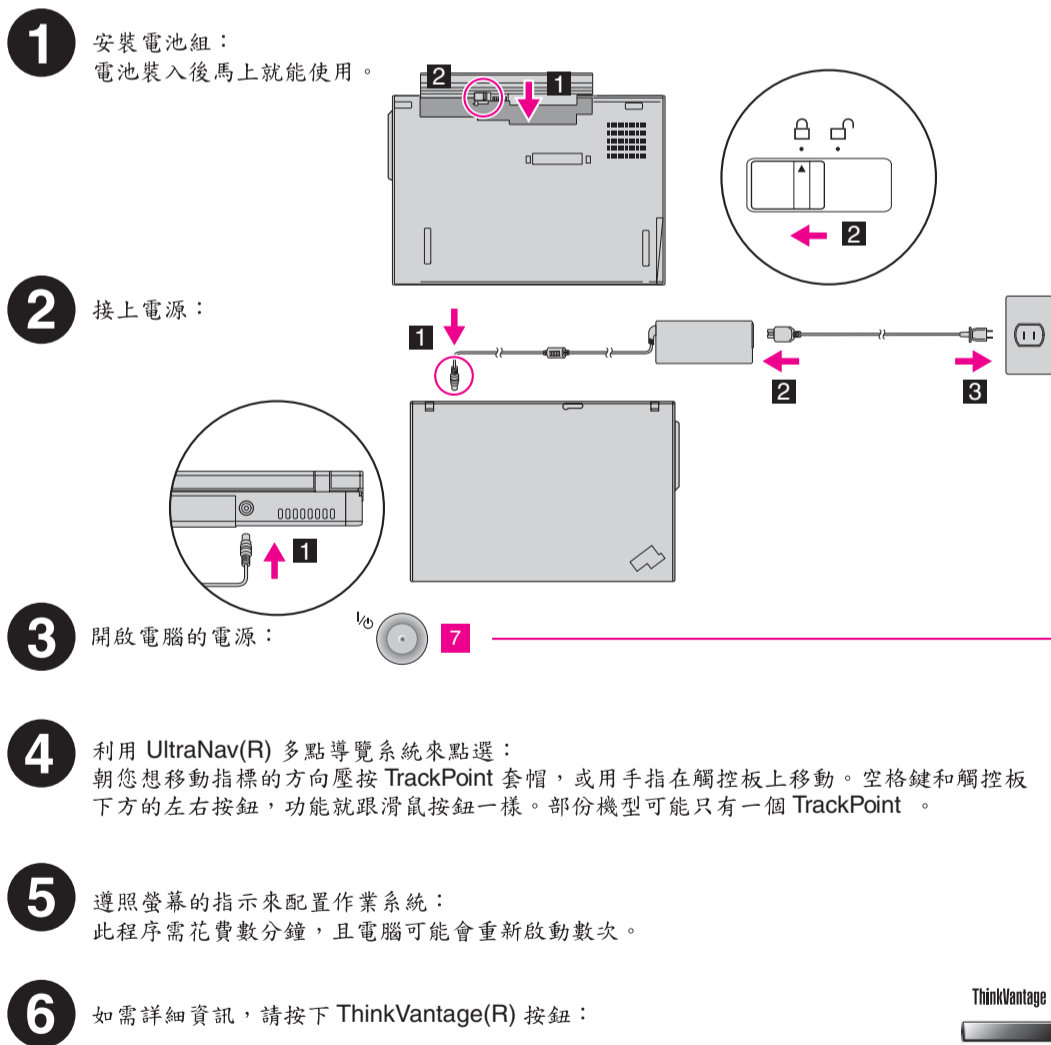 1
安裝電池組：
電池裝入後馬上就能使用。
2
1
2
2
接上電源：
1
2
3
1
3
開啟電腦的電源：
7
4
利用 UltraNav(R) 多點導覽系統來點選：
朝您想移動指標的方向壓按 TrackPoint 套帽，或用手指在觸控板上移動。空格鍵和觸控板
下方的左右按鈕，功能就跟滑鼠按鈕一樣。部份機型可能只有一個 TrackPoint 。
5
遵照螢幕的指示來配置作業系統：
此程序需花費數分鐘，且電腦可能會重新啟動數次。
ThinkVantage
6
如需詳細資訊，請按下 ThinkVantage(R) 按鈕：